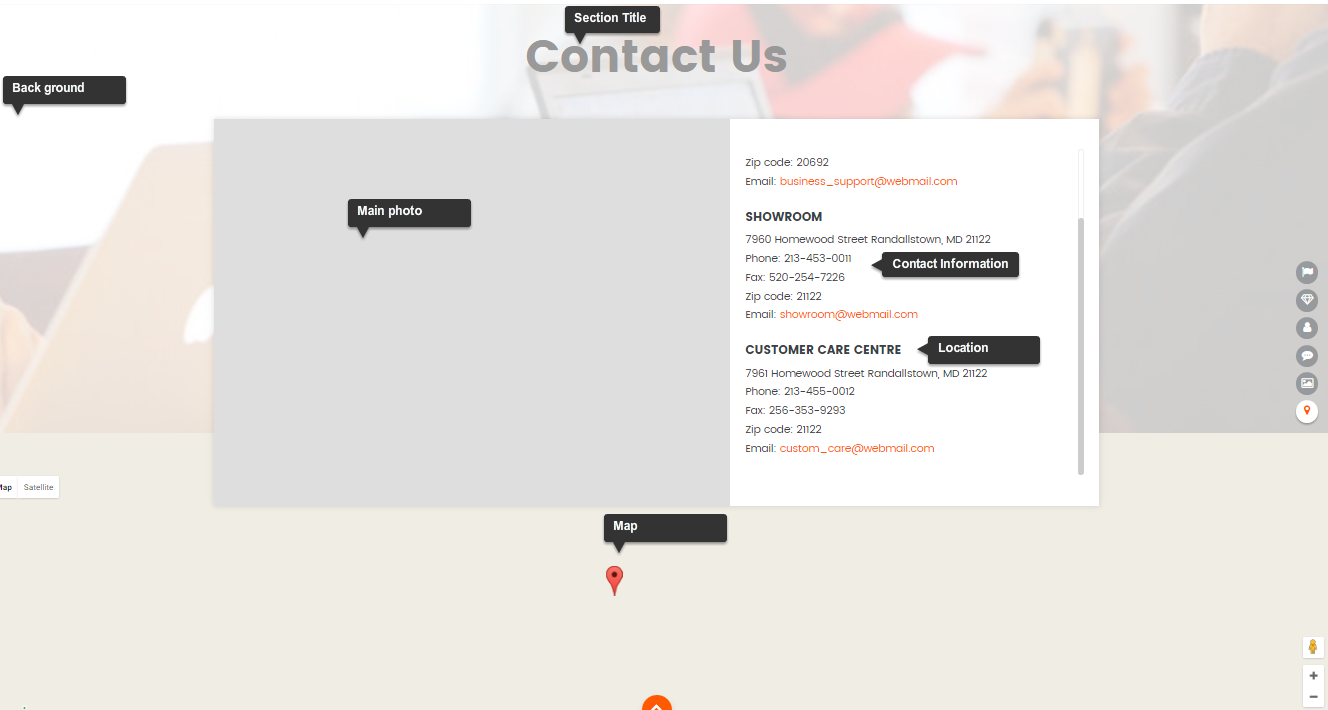 Section Title
Contact Us
Back ground
Main photo
Zip code: 20692
Email: business_support@webmail.com
SHOWROOM
7960 Homewood Street Randallstown, MD 21122
Phone: 213-453-0011
Contact Information
Fax: 520-254-7226
Zip code: 21122
Email: showroom@webmail.com
CUSTOMER CARE CENTRE
Location
7961 Homewood Street Randallstown, MD 21122
Phone: 213-455-0012
Fax: 256-353-9293
Zip code: 21122
Email: custom_care@webmail.com
Map Satellite
Map